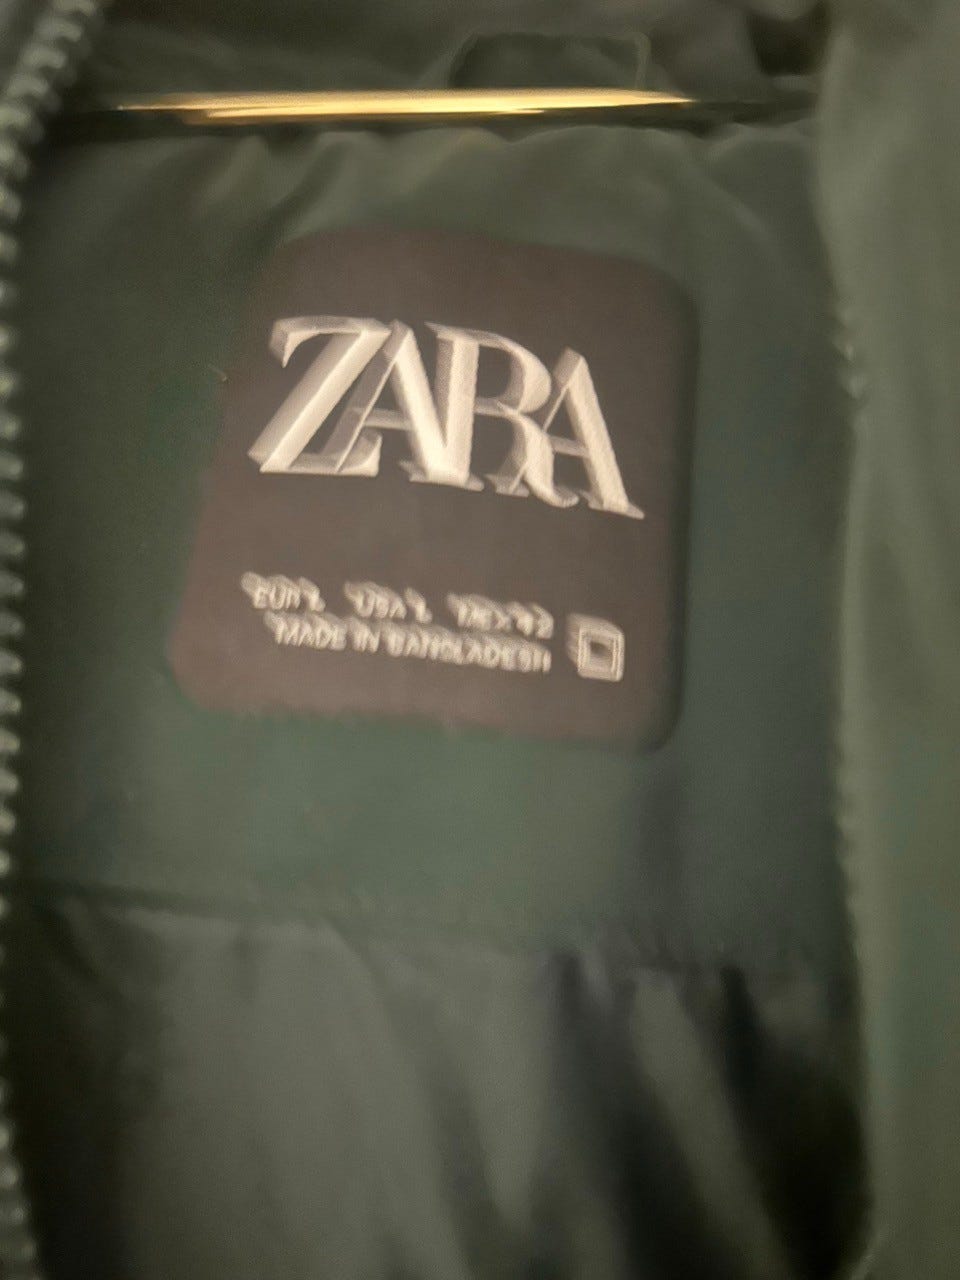 ZARA
EUR L USA L MEX 42
MADE IN BANGLADESH